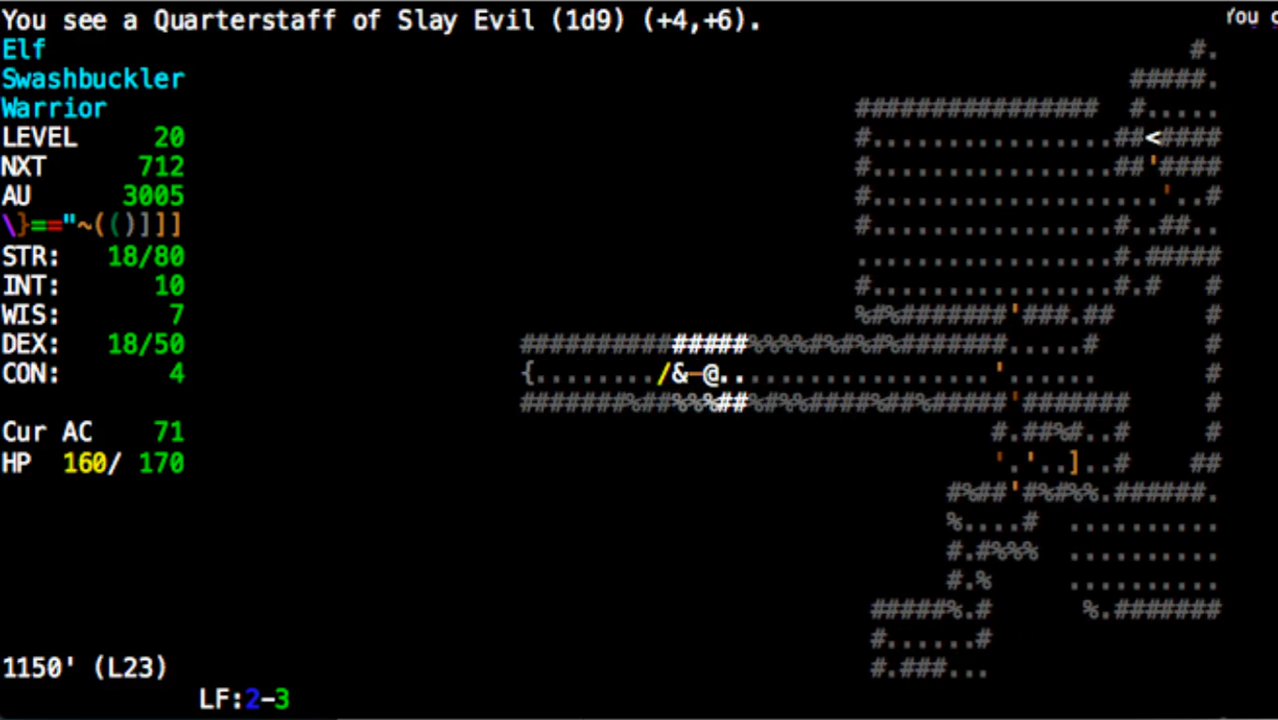 You see a Quarterstaff of Slay Evil (1d9) (+4,+6).
Elf
Swashbuckler
Warrior
LEVEL 20
NXT 712
AU 3005
\}=="~(()]]]
STR: 18/80
INT: 10
WIS: 7
DEX: 18/50
CON: 4
Cur AC 71
HP 160/ 170
1150' (L23)
LF:2-3